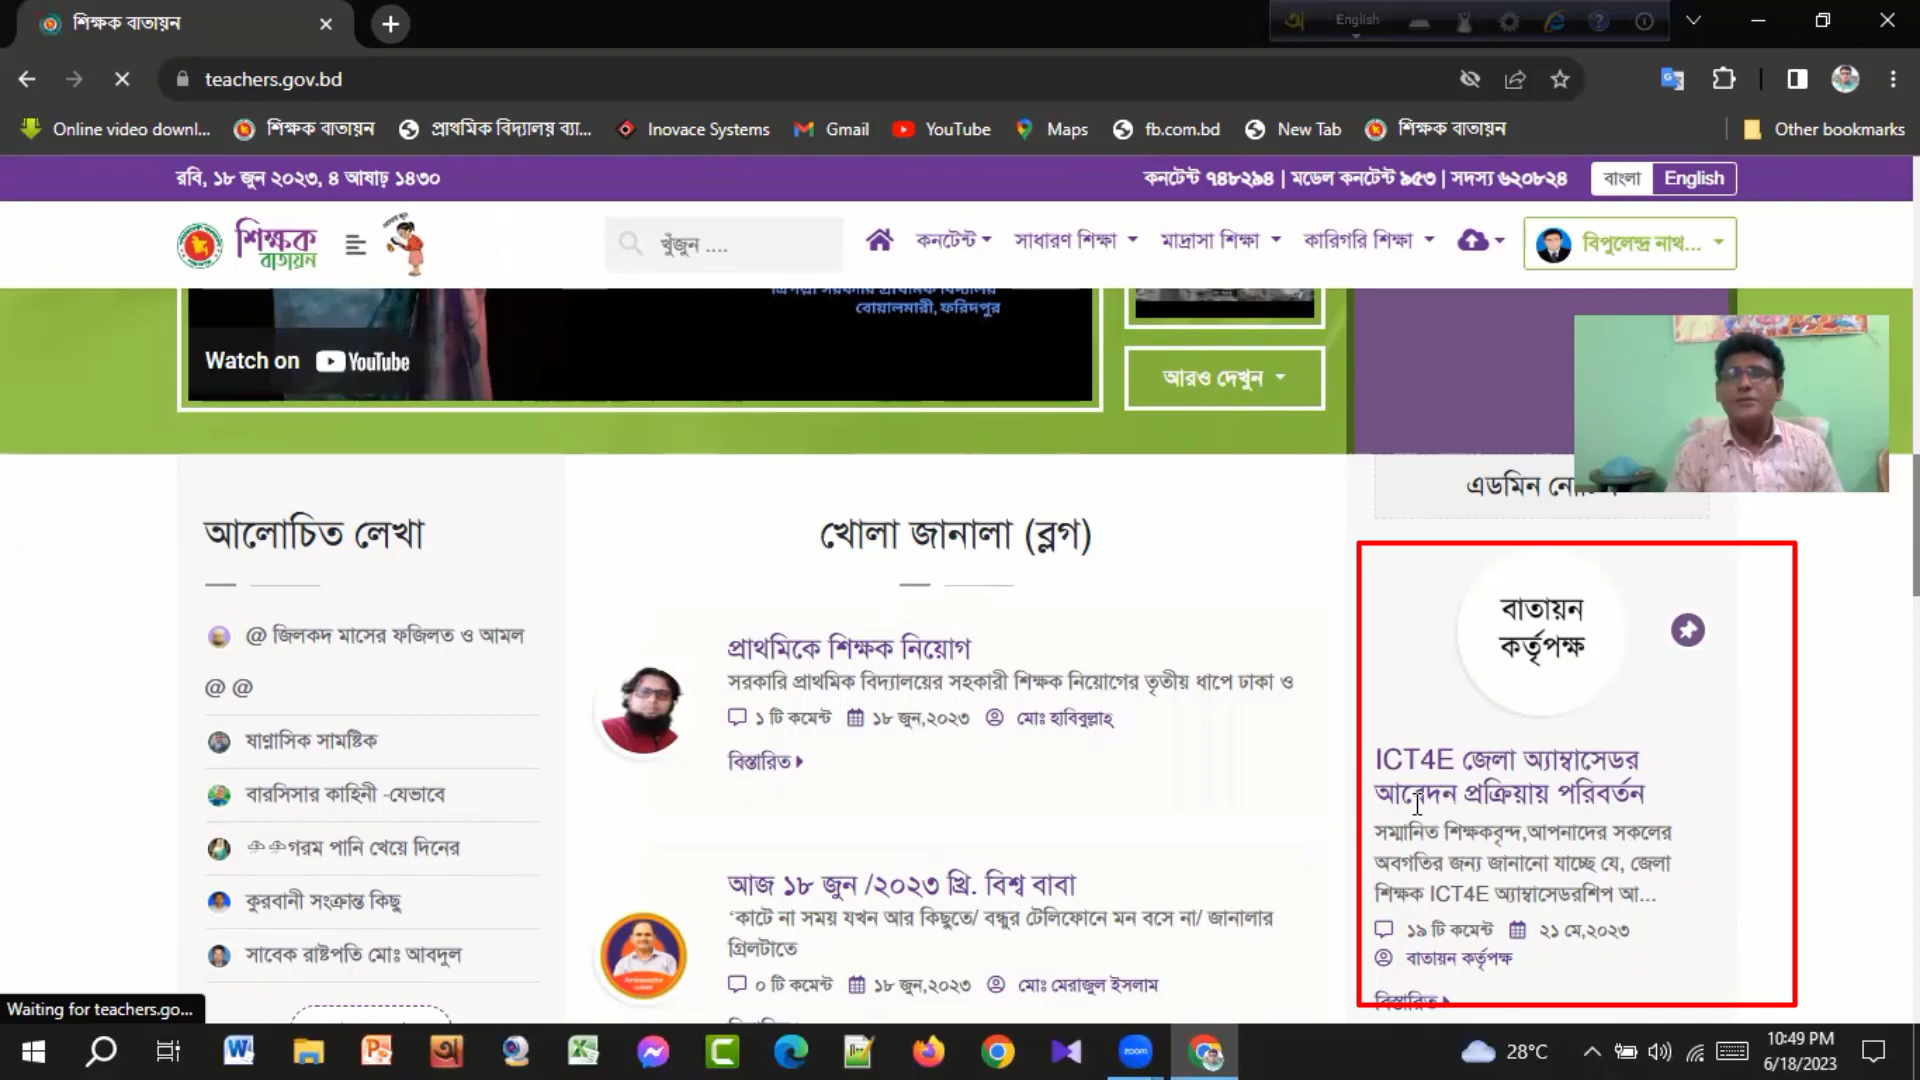 শিক্ষক বাতায়ন
English
teachers.gov.bd
Online video downl...
শিক্ষক বাতায়ন
প্রাথমিক বিদ্যালয় ব্যা...
Inovace Systems
Gmail
YouTube
Maps
fb.com.bd
New Tab
শিক্ষক বাতায়ন
Other bookmarks
রবি, ১৮ জুন ২০২৩, ৪ আষাঢ় ১৪৩০
কনটেন্ট ৭৪৮২৯৪ | মডেল কনটেন্ট ৯৫৩ | সদস্য ৬২০৮২৪
বাংলা English
শিক্ষক
বাতায়ন
খুঁজুন ....
কনটেন্ট
সাধারণ শিক্ষা
মাদ্রাসা শিক্ষা
কারিগরি শিক্ষা
বিপুলেন্দ্র নাথ...
বোয়ালমারী, ফরিদপুর
Watch on YouTube
আরও দেখুন
এডমিন
আলোচিত লেখা
@ জিলকদ মাসের ফজিলত ও আমল
@ @
ষাণ্মাসিক সামষ্টিক
বারসিসার কাহিনী -যেভাবে
গরম পানি খেয়ে দিনের
কুরবানী সংক্রান্ত কিছু
সাবেক রাষ্টপতি মোঃ আবদুল
খোলা জানালা (ব্লগ)
প্রাথমিকে শিক্ষক নিয়োগ
সরকারি প্রাথমিক বিদ্যালয়ের সহকারী শিক্ষক নিয়োগের তৃতীয় ধাপে ঢাকা ও
১ টি কমেন্ট ১৮ জুন,২০২৩ মোঃ হাবিবুল্লাহ
বিস্তারিত
আজ ১৮ জুন /২০২৩ খ্রি. বিশ্ব বাবা
‘কাটে না সময় যখন আর কিছুতে/ বন্ধুর টেলিফোনে মন বসে না/ জানালার
গ্রিলটাতে
০ টি কমেন্ট ১৮ জুন,২০২৩ মোঃ মেরাজুল ইসলাম
বাতায়ন
কর্তৃপক্ষ
ICT4E জেলা অ্যাম্বাসেডর
আবেদন প্রক্রিয়ায় পরিবর্তন
সম্মানিত শিক্ষকবৃন্দ,আপনাদের সকলের
অবগতির জন্য জানানো যাচ্ছে যে, জেলা
শিক্ষক ICT4E অ্যাম্বাসেডরশিপ আ...
১৯ টি কমেন্ট ২১ মে,২০২৩
বাতায়ন কর্তৃপক্ষ
বিস্তারিত
Waiting for teachers.go...
zoom
28°C
10:49 PM
6/18/2023